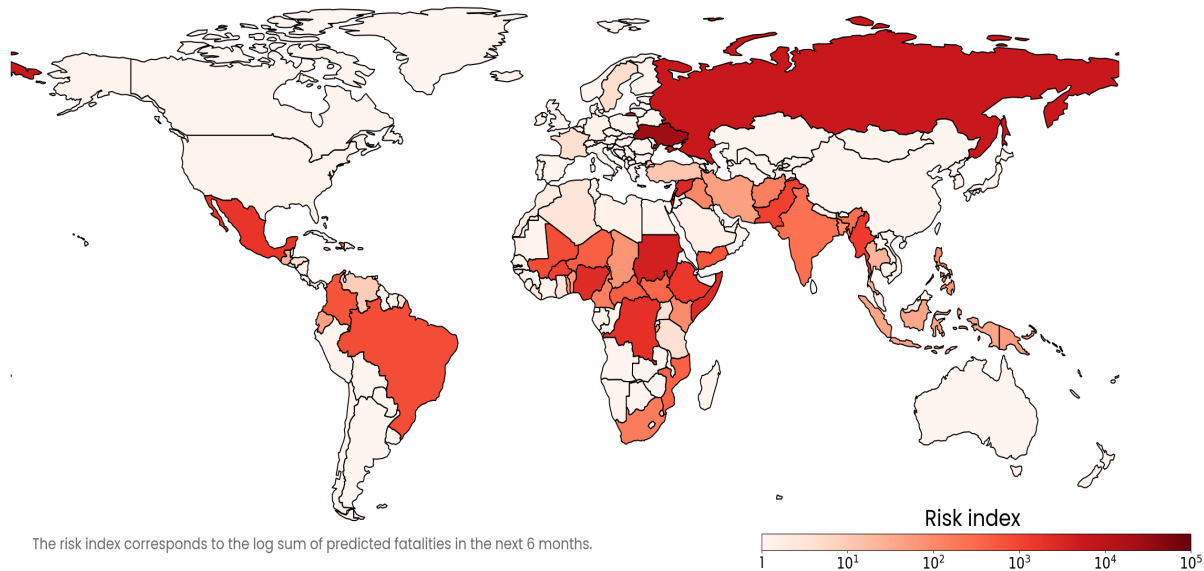 Risk index
The risk index corresponds to the log sum of predicted fatalities in the next 6 months.
1 10¹ 10² 10³ 10⁴ 10⁵